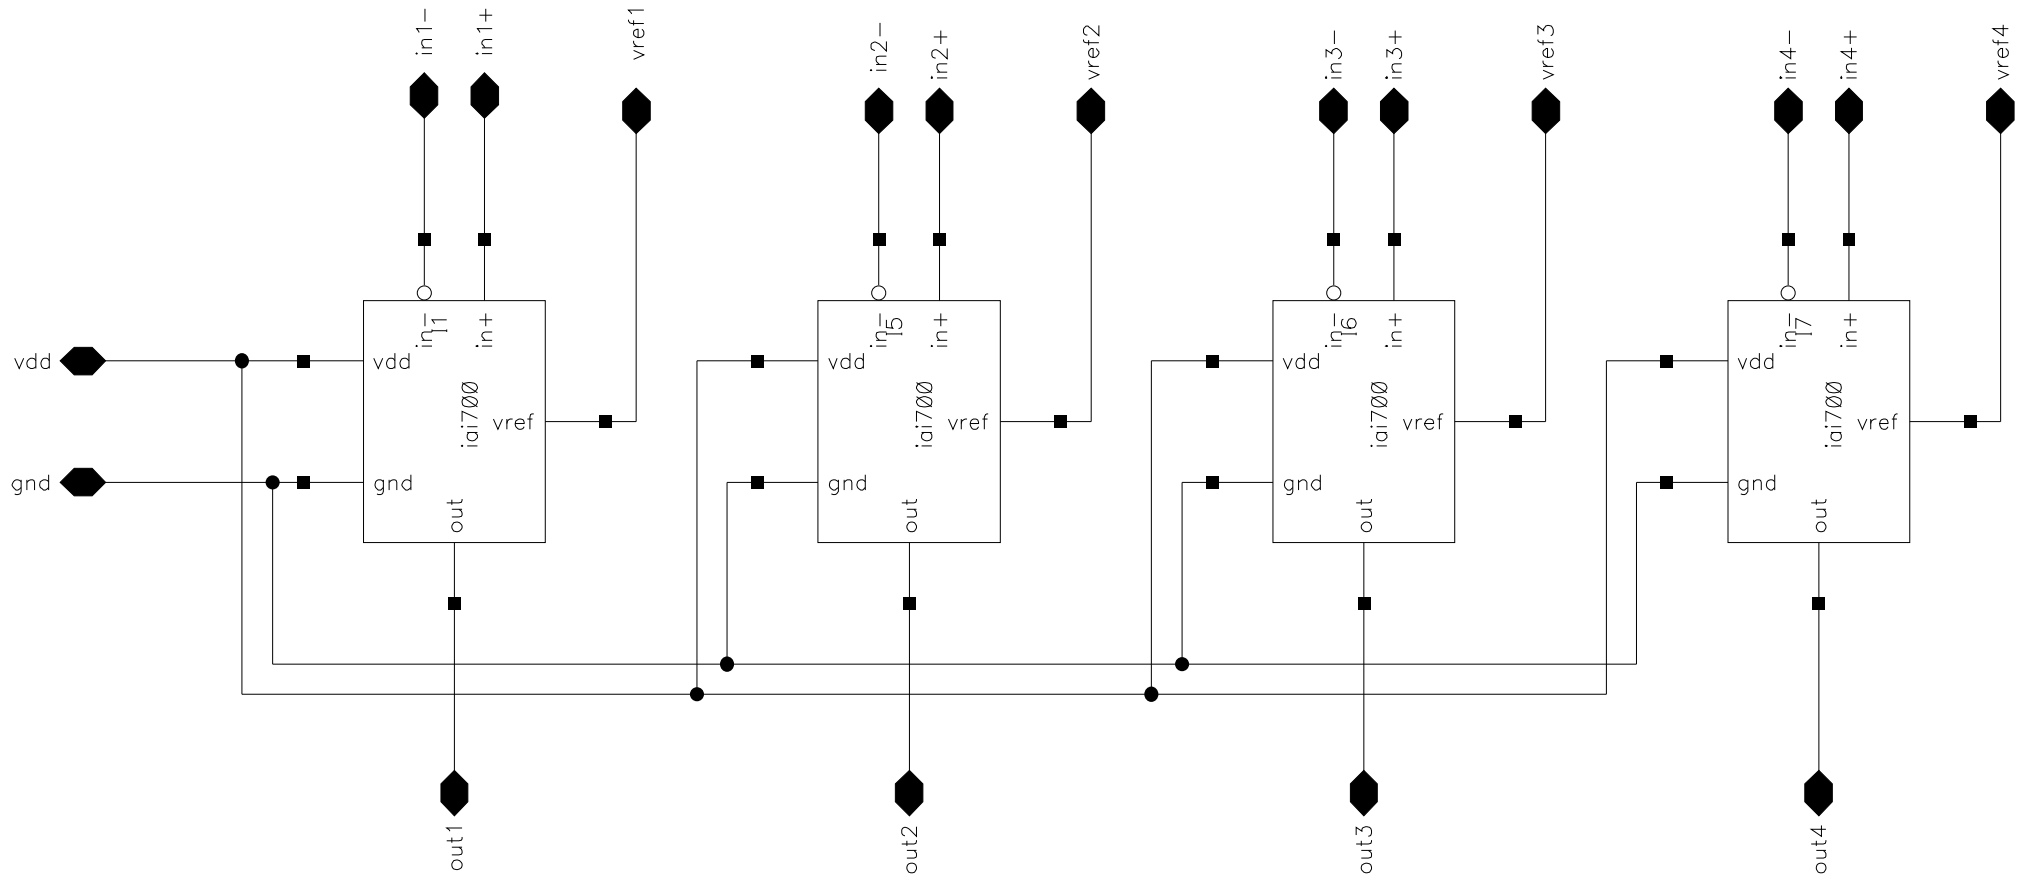 in1-
in1+
vref1
in2-
in2+
vref2
in3-
in3+
vref3
in4-
in4+
vref4
in-
I1
in+
in-
I5
in+
in-
I6
in+
in-
I7
in+
vdd
vdd
vdd
vdd
vdd
iai700
vref
iai700
vref
iai700
vref
iai700
vref
gnd
gnd
gnd
gnd
gnd
out
out
out
out
out1
out2
out3
out4